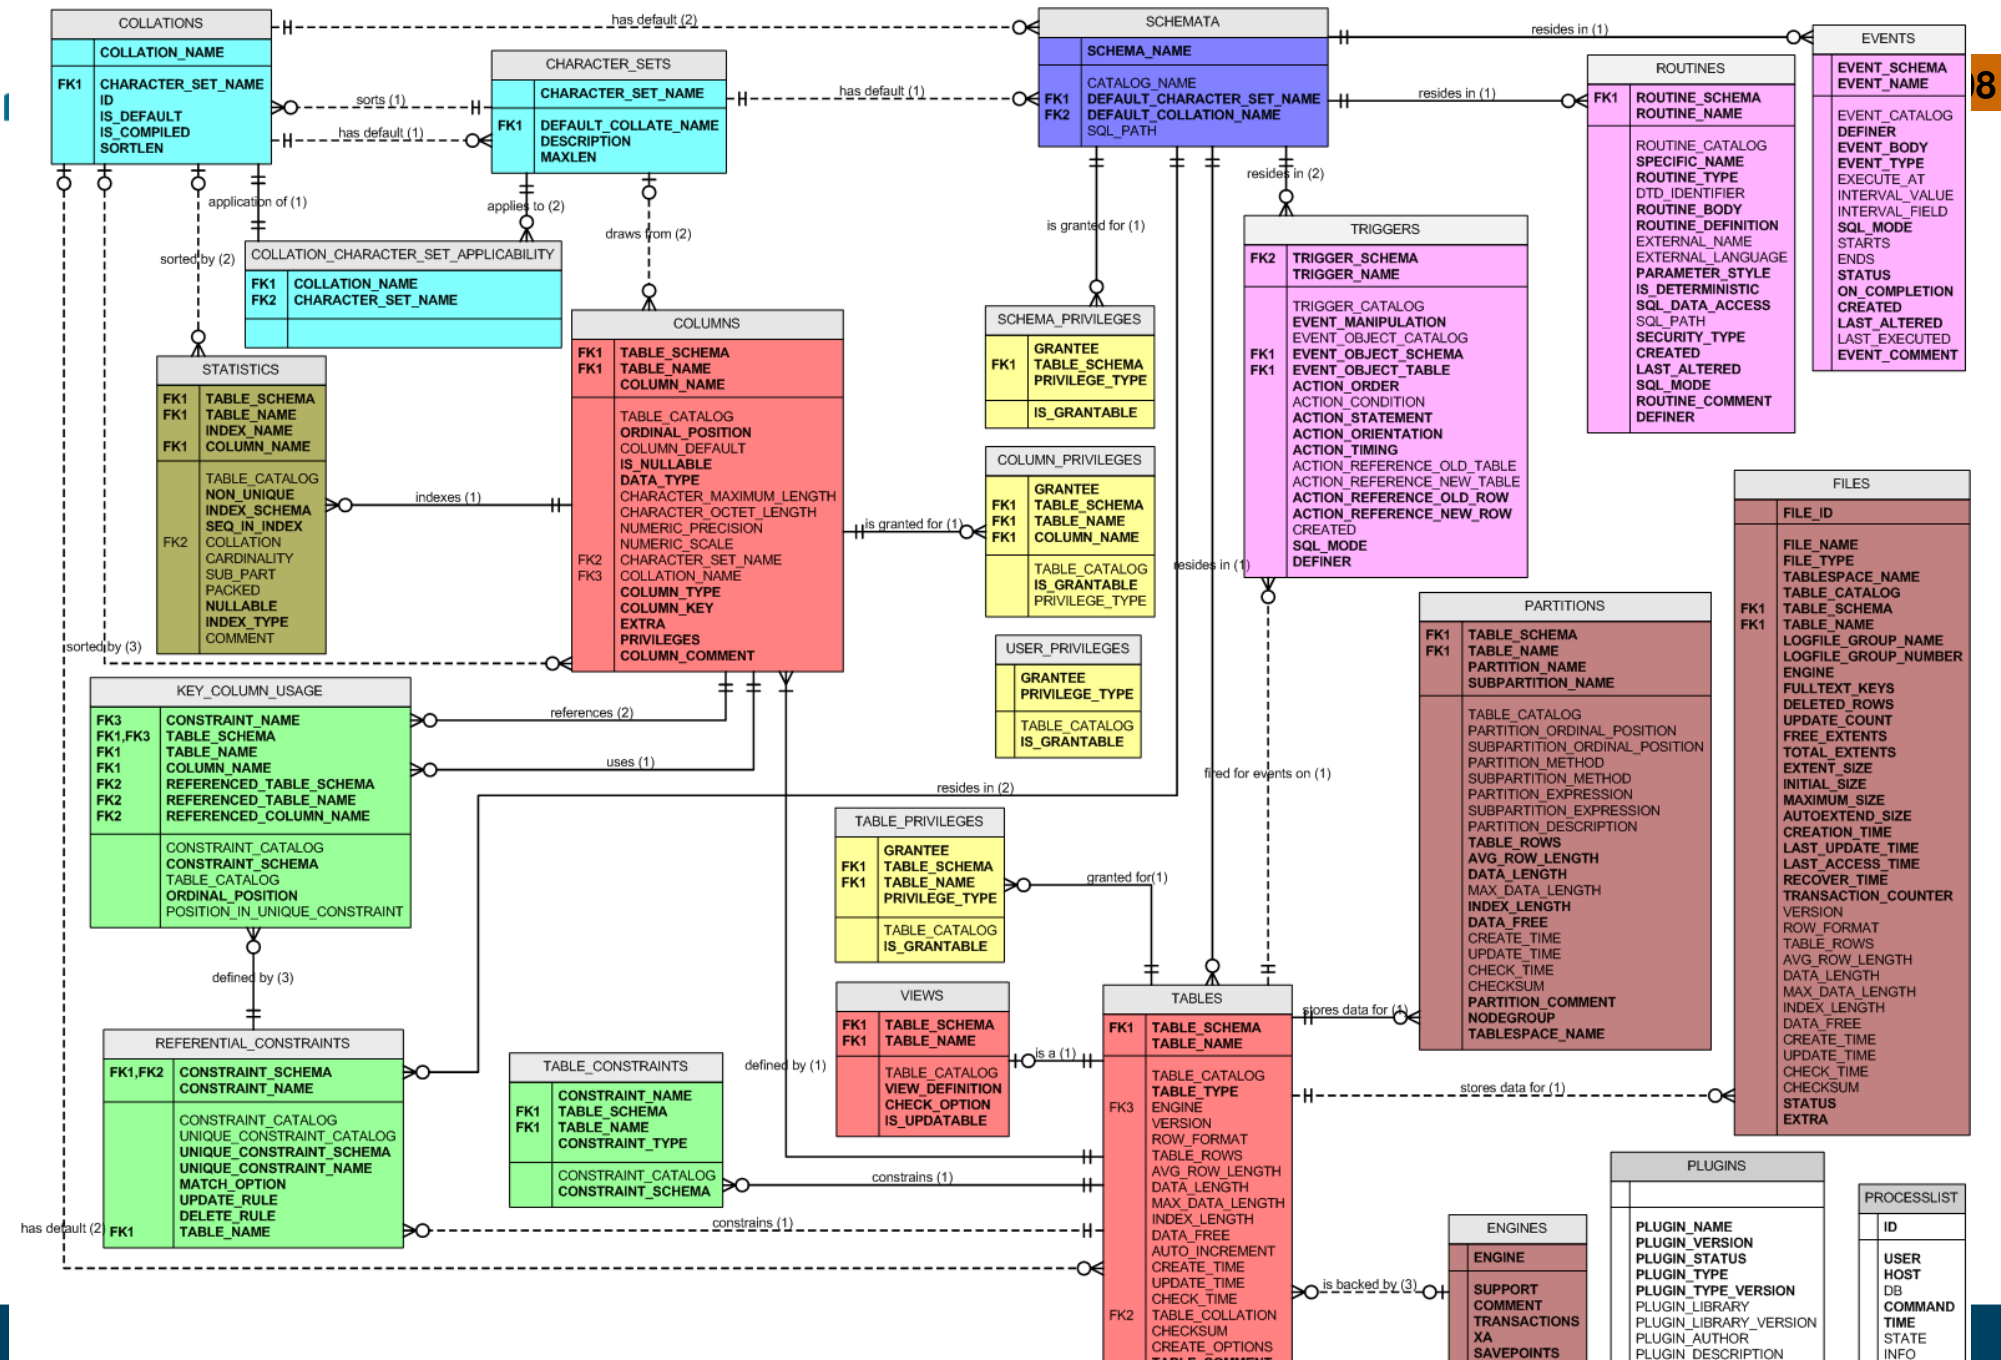 COLLATIONS
COLLATION_NAME
FK1 CHARACTER_SET_NAME
ID
IS_DEFAULT
IS_COMPILED
SORTLEN
has default (2)
sorts (1)
has default (1)
CHARACTER_SETS
CHARACTER_SET_NAME
FK1 DEFAULT_COLLATE_NAME
DESCRIPTION
MAXLEN
has default (1)
SCHEMATA
SCHEMA_NAME
CATALOG_NAME
FK1 DEFAULT_CHARACTER_SET_NAME
FK2 DEFAULT_COLLATION_NAME
SQL_PATH
resides in (1)
resides in (1)
ROUTINES
FK1 ROUTINE_SCHEMA
ROUTINE_NAME
ROUTINE_CATALOG
SPECIFIC_NAME
ROUTINE_TYPE
DTD_IDENTIFIER
ROUTINE_BODY
ROUTINE_DEFINITION
EXTERNAL_NAME
EXTERNAL_LANGUAGE
PARAMETER_STYLE
IS_DETERMINISTIC
SQL_DATA_ACCESS
SQL_PATH
SECURITY_TYPE
CREATED
LAST_ALTERED
SQL_MODE
ROUTINE_COMMENT
DEFINER
EVENTS
EVENT_SCHEMA
EVENT_NAME
EVENT_CATALOG
DEFINER
EVENT_BODY
EVENT_TYPE
EXECUTE_AT
INTERVAL_VALUE
INTERVAL_FIELD
SQL_MODE
STARTS
ENDS
STATUS
ON_COMPLETION
CREATED
LAST_ALTERED
LAST_EXECUTED
EVENT_COMMENT
8
application of (1)
applies to (2)
draws from (2)
sorted by (2)
is granted for (1)
resides in (2)
COLLATION_CHARACTER_SET_APPLICABILITY
FK1 COLLATION_NAME
FK2 CHARACTER_SET_NAME
STATISTICS
FK1 TABLE_SCHEMA
FK1 TABLE_NAME
INDEX_NAME
FK1 COLUMN_NAME
TABLE_CATALOG
NON_UNIQUE
INDEX_SCHEMA
SEQ_IN_INDEX
FK2 COLLATION
CARDINALITY
SUB_PART
PACKED
NULLABLE
INDEX_TYPE
COMMENT
indexes (1)
sorted by (3)
COLUMNS
FK1 TABLE_SCHEMA
FK1 TABLE_NAME
COLUMN_NAME
TABLE_CATALOG
ORDINAL_POSITION
COLUMN_DEFAULT
IS_NULLABLE
DATA_TYPE
CHARACTER_MAXIMUM_LENGTH
CHARACTER_OCTET_LENGTH
NUMERIC_PRECISION
NUMERIC_SCALE
FK2 CHARACTER_SET_NAME
FK3 COLLATION_NAME
COLUMN_TYPE
COLUMN_KEY
EXTRA
PRIVILEGES
COLUMN_COMMENT
is granted for (1)
SCHEMA_PRIVILEGES
GRANTEE
FK1 TABLE_SCHEMA
PRIVILEGE_TYPE
IS_GRANTABLE
COLUMN_PRIVILEGES
GRANTEE
FK1 TABLE_SCHEMA
FK1 TABLE_NAME
FK1 COLUMN_NAME
TABLE_CATALOG
IS_GRANTABLE
PRIVILEGE_TYPE
USER_PRIVILEGES
GRANTEE
PRIVILEGE_TYPE
TABLE_CATALOG
IS_GRANTABLE
TRIGGERS
FK2 TRIGGER_SCHEMA
TRIGGER_NAME
TRIGGER_CATALOG
EVENT_MANIPULATION
EVENT_OBJECT_CATALOG
FK1 EVENT_OBJECT_SCHEMA
FK1 EVENT_OBJECT_TABLE
ACTION_ORDER
ACTION_CONDITION
ACTION_STATEMENT
ACTION_ORIENTATION
ACTION_TIMING
ACTION_REFERENCE_OLD_TABLE
ACTION_REFERENCE_NEW_TABLE
ACTION_REFERENCE_OLD_ROW
ACTION_REFERENCE_NEW_ROW
CREATED
SQL_MODE
DEFINER
resides in (1)
fired for events on (1)
PARTITIONS
FK1 TABLE_SCHEMA
FK1 TABLE_NAME
PARTITION_NAME
SUBPARTITION_NAME
TABLE_CATALOG
PARTITION_ORDINAL_POSITION
SUBPARTITION_ORDINAL_POSITION
PARTITION_METHOD
SUBPARTITION_METHOD
PARTITION_EXPRESSION
SUBPARTITION_EXPRESSION
PARTITION_DESCRIPTION
TABLE_ROWS
AVG_ROW_LENGTH
DATA_LENGTH
MAX_DATA_LENGTH
INDEX_LENGTH
DATA_FREE
CREATE_TIME
UPDATE_TIME
CHECK_TIME
CHECKSUM
PARTITION_COMMENT
NODEGROUP
TABLESPACE_NAME
FILES
FILE_ID
FILE_NAME
FILE_TYPE
TABLESPACE_NAME
TABLE_CATALOG
FK1 TABLE_SCHEMA
FK1 TABLE_NAME
LOGFILE_GROUP_NAME
LOGFILE_GROUP_NUMBER
ENGINE
FULLTEXT_KEYS
DELETED_ROWS
UPDATE_COUNT
FREE_EXTENTS
TOTAL_EXTENTS
EXTENT_SIZE
INITIAL_SIZE
MAXIMUM_SIZE
AUTOEXTEND_SIZE
CREATION_TIME
LAST_UPDATE_TIME
LAST_ACCESS_TIME
RECOVER_TIME
TRANSACTION_COUNTER
VERSION
ROW_FORMAT
TABLE_ROWS
AVG_ROW_LENGTH
DATA_LENGTH
MAX_DATA_LENGTH
INDEX_LENGTH
DATA_FREE
CREATE_TIME
UPDATE_TIME
CHECK_TIME
CHECKSUM
STATUS
EXTRA
KEY_COLUMN_USAGE
FK3 CONSTRAINT_NAME
FK1,FK3 TABLE_SCHEMA
FK1 TABLE_NAME
FK1 COLUMN_NAME
FK2 REFERENCED_TABLE_SCHEMA
FK2 REFERENCED_TABLE_NAME
FK2 REFERENCED_COLUMN_NAME
CONSTRAINT_CATALOG
CONSTRAINT_SCHEMA
TABLE_CATALOG
ORDINAL_POSITION
POSITION_IN_UNIQUE_CONSTRAINT
references (2)
uses (1)
resides in (2)
defined by (3)
TABLE_PRIVILEGES
GRANTEE
FK1 TABLE_SCHEMA
FK1 TABLE_NAME
PRIVILEGE_TYPE
TABLE_CATALOG
IS_GRANTABLE
granted for(1)
VIEWS
FK1 TABLE_SCHEMA
FK1 TABLE_NAME
TABLE_CATALOG
VIEW_DEFINITION
CHECK_OPTION
IS_UPDATABLE
defined by (1)
is a (1)
REFERENTIAL_CONSTRAINTS
FK1,FK2 CONSTRAINT_SCHEMA
CONSTRAINT_NAME
CONSTRAINT_CATALOG
UNIQUE_CONSTRAINT_CATALOG
UNIQUE_CONSTRAINT_SCHEMA
UNIQUE_CONSTRAINT_NAME
MATCH_OPTION
UPDATE_RULE
DELETE_RULE
FK1 TABLE_NAME
has default (2)
TABLE_CONSTRAINTS
CONSTRAINT_NAME
FK1 TABLE_SCHEMA
FK1 TABLE_NAME
CONSTRAINT_TYPE
CONSTRAINT_CATALOG
CONSTRAINT_SCHEMA
constrains (1)
constrains (1)
TABLES
FK1 TABLE_SCHEMA
TABLE_NAME
TABLE_CATALOG
TABLE_TYPE
FK3 ENGINE
VERSION
ROW_FORMAT
TABLE_ROWS
AVG_ROW_LENGTH
DATA_LENGTH
MAX_DATA_LENGTH
INDEX_LENGTH
DATA_FREE
AUTO_INCREMENT
CREATE_TIME
UPDATE_TIME
CHECK_TIME
FK2 TABLE_COLLATION
CHECKSUM
CREATE_OPTIONS
TABLE_COMMENT
stores data for (1)
stores data for (1)
is backed by (3)
ENGINES
ENGINE
SUPPORT
COMMENT
TRANSACTIONS
XA
SAVEPOINTS
PLUGINS
PLUGIN_NAME
PLUGIN_VERSION
PLUGIN_STATUS
PLUGIN_TYPE
PLUGIN_TYPE_VERSION
PLUGIN_LIBRARY
PLUGIN_LIBRARY_VERSION
PLUGIN_AUTHOR
PLUGIN_DESCRIPTION
PROCESSLIST
ID
USER
HOST
DB
COMMAND
TIME
STATE
INFO